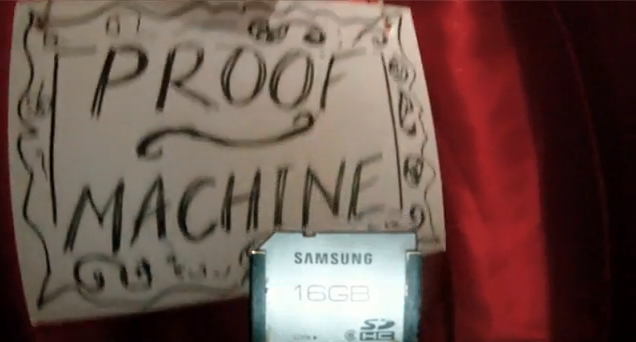 PROOF
MACHINE
SAMSUNG
16GB
SD
HC